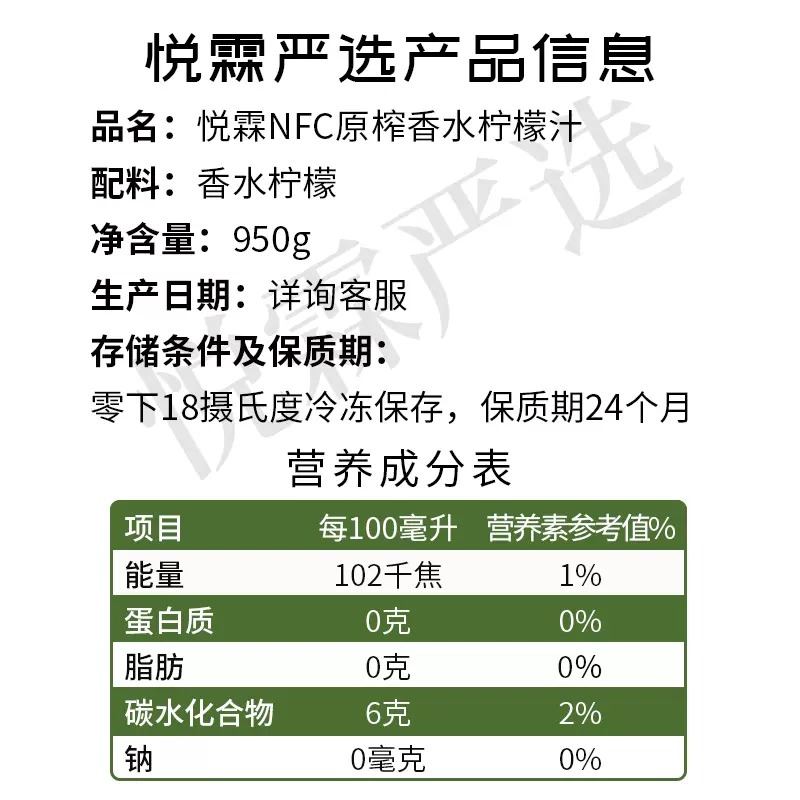 悦霖严选产品信息
品名：悦霖NFC原榨香水柠檬汁
配料：香水柠檬
净含量：950g
生产日期：详询客服
存储条件及保质期：
零下18摄氏度冷冻保存，保质期24个月
悦霖严选
营养成分表
项目 每100毫升 营养素参考值%
能量 102千焦 1%
蛋白质 0克 0%
脂肪 0克 0%
碳水化合物 6克 2%
钠 0毫克 0%